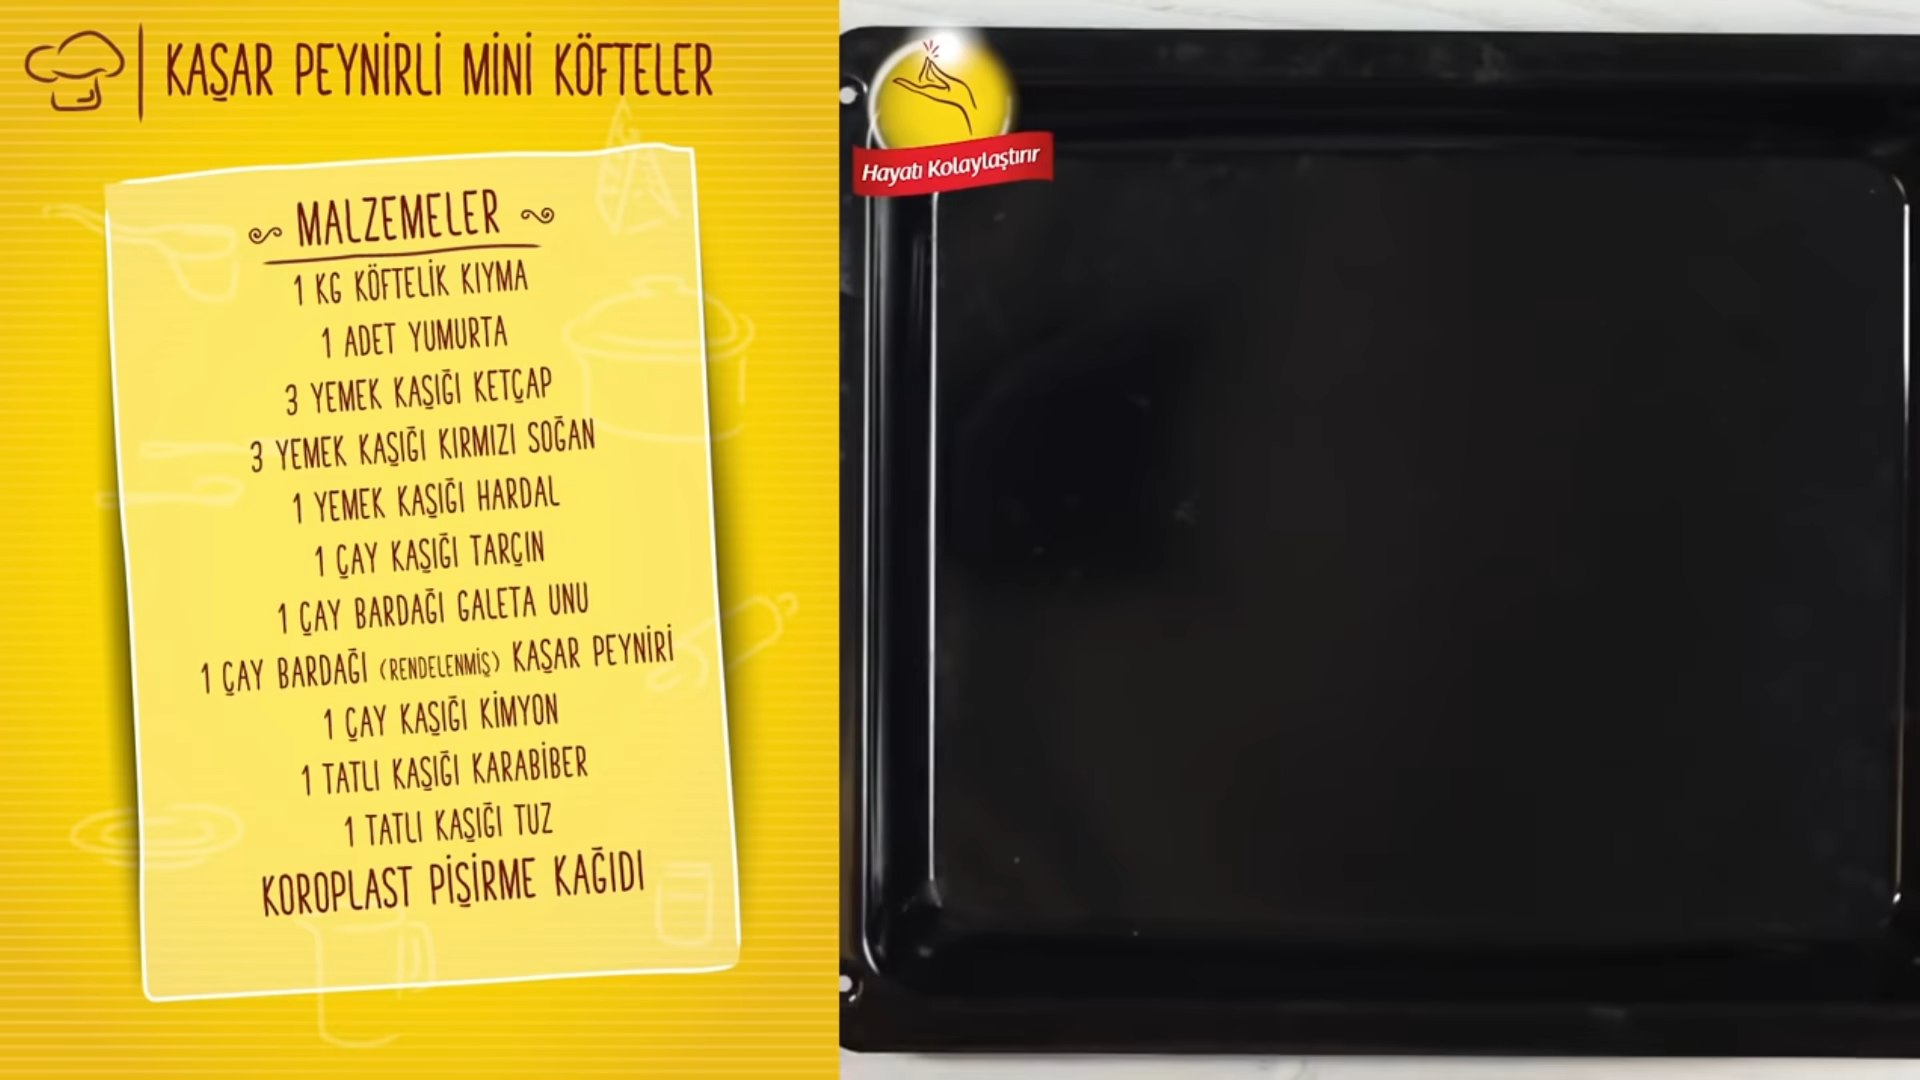 KAŞAR PEYNİRLİ MİNİ KÖFTELER
MALZEMELER
1 KG KÖFTELİK KIYMA
1 ADET YUMURTA
3 YEMEK KAŞIĞI KETÇAP
3 YEMEK KAŞIĞI KIRMIZI SOĞAN
1 YEMEK KAŞIĞI HARDAL
1 ÇAY KAŞIĞI TARÇIN
1 ÇAY BARDAĞI GALETA UNU
1 ÇAY BARDAĞI (RENDELENMİŞ) KAŞAR PEYNİRİ
1 ÇAY KAŞIĞI KİMYON
1 TATLI KAŞIĞI KARABİBER
1 TATLI KAŞIĞI TUZ
KOROPLAST PİŞİRME KAĞIDI
Hayatı Kolaylaştırır